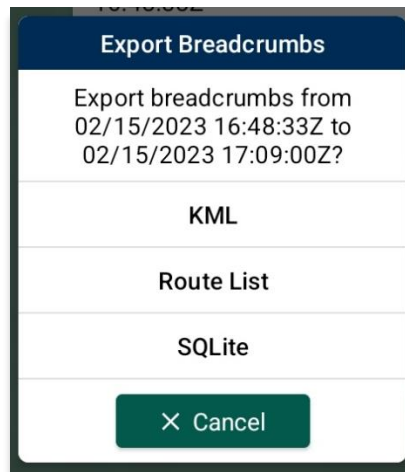 Export Breadcrumbs
Export breadcrumbs from
02/15/2023 16:48:33Z to
02/15/2023 17:09:00Z?
KML
Route List
SQLite
× Cancel